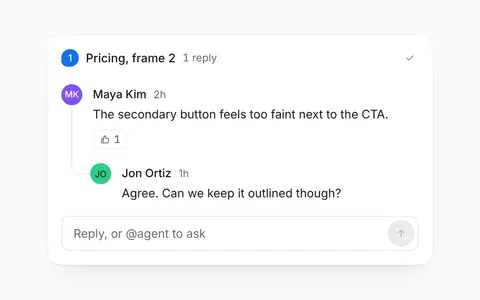 1 Pricing, frame 2 1 reply
MK Maya Kim 2h
The secondary button feels too faint next to the CTA.
1
JO Jon Ortiz 1h
Agree. Can we keep it outlined though?
Reply, or @agent to ask